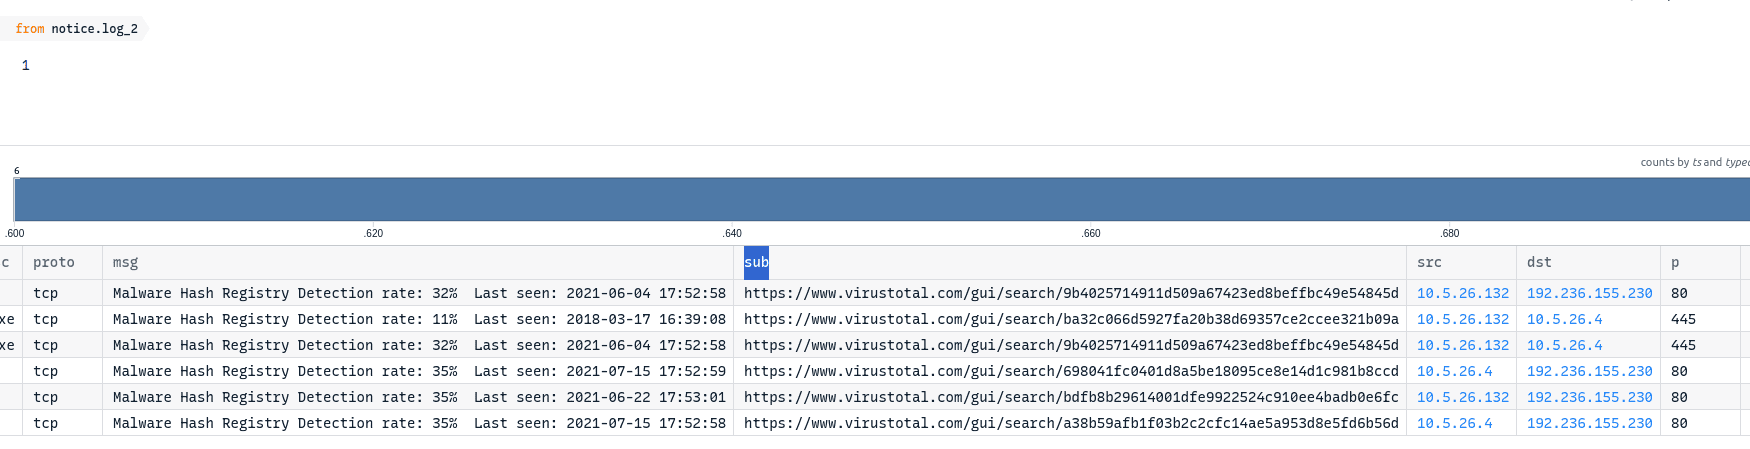 from notice.log_2
1
counts by ts and
6
.600 .620 .640 .660 .680
c proto msg sub src dst p
tcp Malware Hash Registry Detection rate: 32%  Last seen: 2021-06-04 17:52:58 https://www.virustotal.com/gui/search/9b4025714911d509a67423ed8beffbc49e54845d 10.5.26.132 192.236.155.230 80
xe tcp Malware Hash Registry Detection rate: 11%  Last seen: 2018-03-17 16:39:08 https://www.virustotal.com/gui/search/ba32c066d5927fa20b38d69357ce2ccee321b09a 10.5.26.132 10.5.26.4 445
xe tcp Malware Hash Registry Detection rate: 32%  Last seen: 2021-06-04 17:52:58 https://www.virustotal.com/gui/search/9b4025714911d509a67423ed8beffbc49e54845d 10.5.26.132 10.5.26.4 445
tcp Malware Hash Registry Detection rate: 35%  Last seen: 2021-07-15 17:52:59 https://www.virustotal.com/gui/search/698041fc0401d8a5be18095ce8e14d1c981b8ccd 10.5.26.4 192.236.155.230 80
tcp Malware Hash Registry Detection rate: 35%  Last seen: 2021-06-22 17:53:01 https://www.virustotal.com/gui/search/bdfb8b29614001dfe9922524c910ee4badb0e6fc 10.5.26.132 192.236.155.230 80
tcp Malware Hash Registry Detection rate: 35%  Last seen: 2021-07-15 17:52:58 https://www.virustotal.com/gui/search/a38b59afb1f03b2c2cfc14ae5a953d8e5fd6b56d 10.5.26.4 192.236.155.230 80